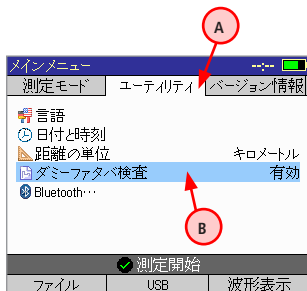 A
メインメニュー --:--
測定モード ユーティリティ バージョン情報
言語
日付と時刻
距離の単位 キロメートル
ダミーファタバ検査 有効
Bluetooth…
B
測定開始
ファイル USB 波形表示